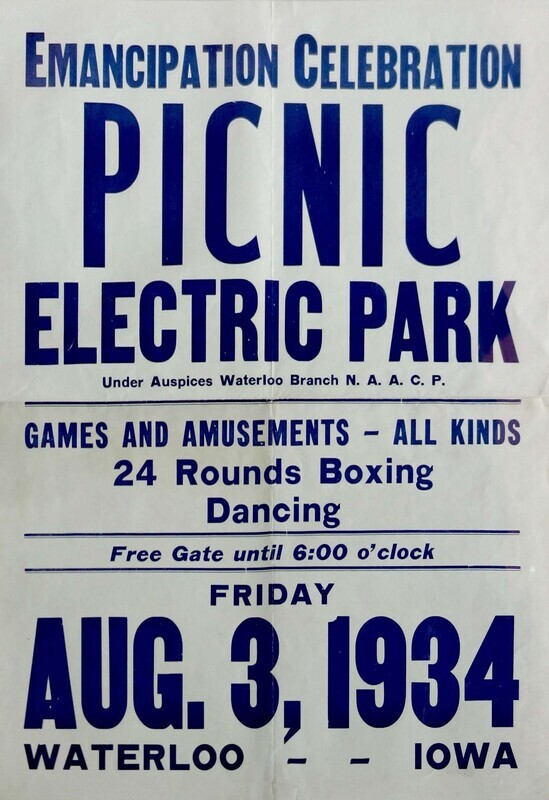 EMANCIPATION CELEBRATION
PICNIC
ELECTRIC PARK
Under Auspices Waterloo Branch N. A. A. C. P.
GAMES AND AMUSEMENTS – ALL KINDS
24 Rounds Boxing
Dancing
Free Gate until 6:00 o'clock
FRIDAY
AUG. 3, 1934
WATERLOO – – IOWA